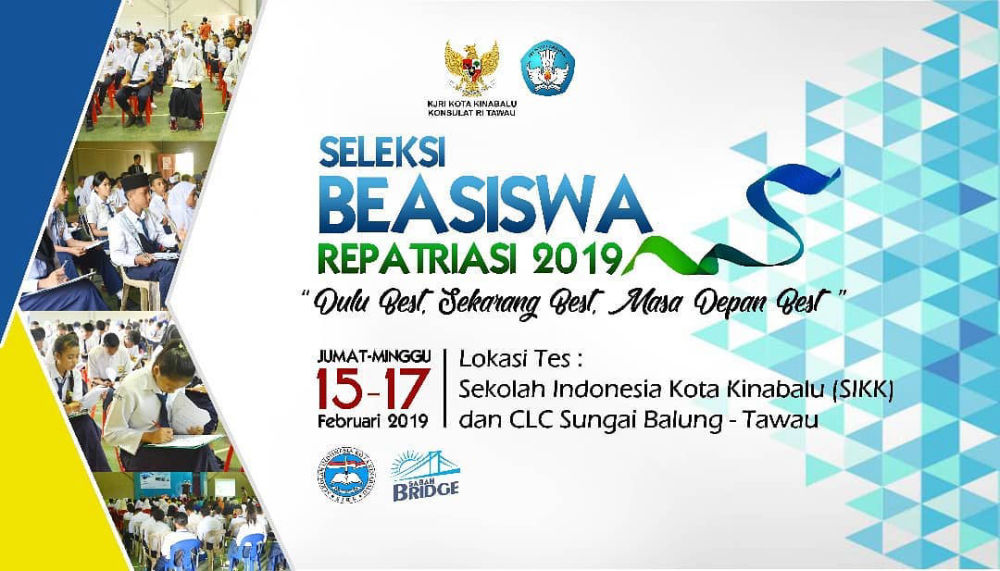 KJRI KOTA KINABALU
KONSULAT RI TAWAU
SELEKSI
BEASISWA
REPATRIASI 2019
"Dulu Best, Sekarang Best, Masa Depan Best"
JUMAT-MINGGU
15-17
Februari 2019
Lokasi Tes :
Sekolah Indonesia Kota Kinabalu (SIKK)
dan CLC Sungai Balung - Tawau
SABAH
BRIDGE